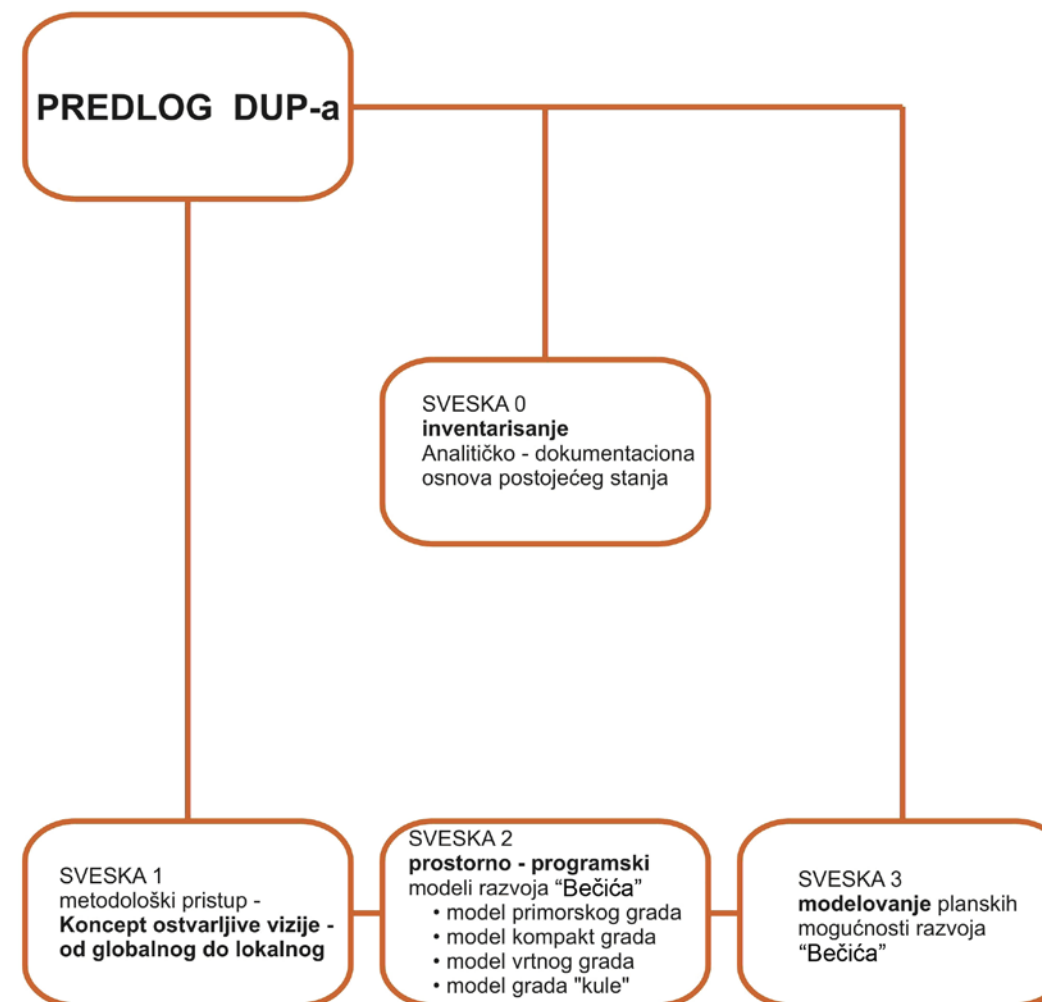 PREDLOG DUP-a
SVESKA 0
inventarisanje
Analitičko - dokumentaciona
osnova postojećeg stanja
SVESKA 1
metodološki pristup -
Koncept ostvarljive vizije -
od globalnog do lokalnog
SVESKA 2
prostorno - programski
modeli razvoja “Bečića”
• model primorskog grada
• model kompakt grada
• model vrtnog grada
• model grada "kule"
SVESKA 3
modelovanje planskih
mogućnosti razvoja
“Bečića”